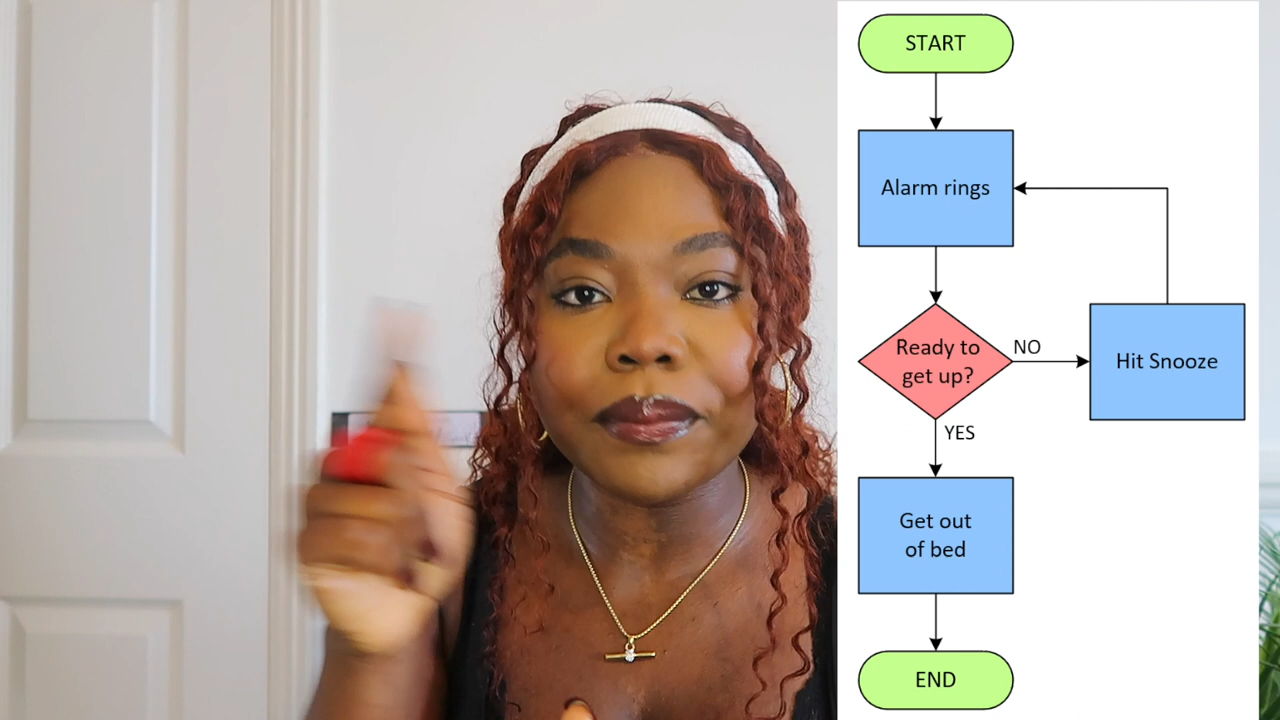 START
Alarm rings
Ready to
get up?
NO
Hit Snooze
YES
Get out
of bed
END